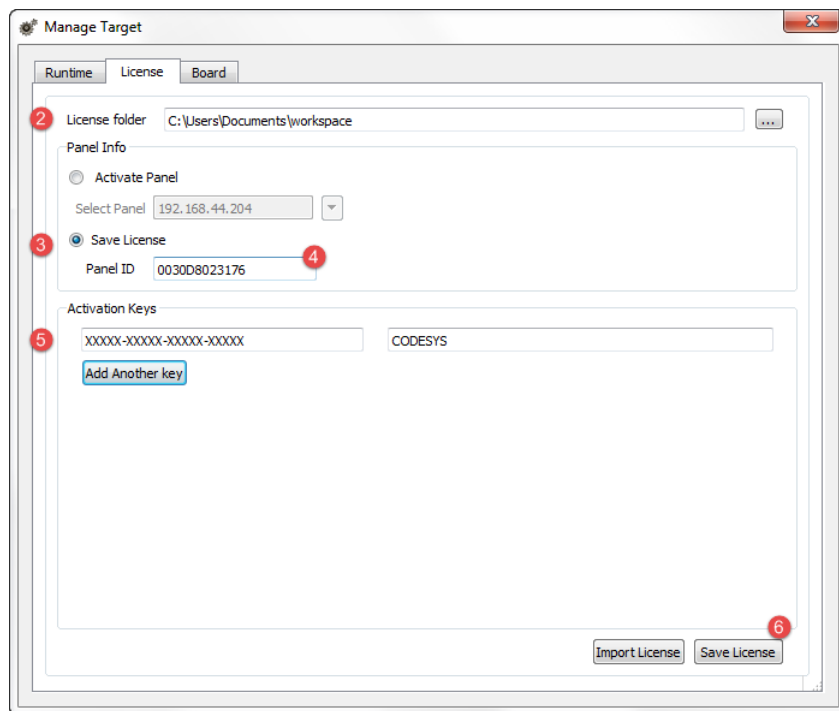 Manage Target
Runtime License Board
2 License folder C:\Users\Documents\workspace ...
Panel Info
Activate Panel
Select Panel 192.168.44.204
3 Save License
Panel ID 0030D8023176 4
Activation Keys
5 XXXXX-XXXXX-XXXXX-XXXXX CODESYS
Add Another key
6
Import License Save License